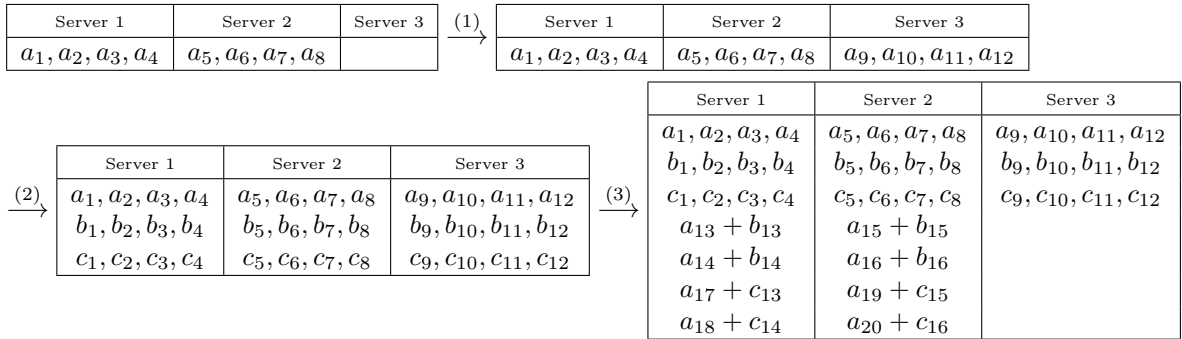 Server 1 Server 2 Server 3 (1) Server 1 Server 2 Server 3
a₁, a₂, a₃, a₄ a₅, a₆, a₇, a₈ a₁, a₂, a₃, a₄ a₅, a₆, a₇, a₈ a₉, a₁₀, a₁₁, a₁₂
(2) Server 1 Server 2 Server 3
a₁, a₂, a₃, a₄ a₅, a₆, a₇, a₈ a₉, a₁₀, a₁₁, a₁₂
b₁, b₂, b₃, b₄ b₅, b₆, b₇, b₈ b₉, b₁₀, b₁₁, b₁₂
c₁, c₂, c₃, c₄ c₅, c₆, c₇, c₈ c₉, c₁₀, c₁₁, c₁₂
(3) Server 1 Server 2 Server 3
a₁, a₂, a₃, a₄ a₅, a₆, a₇, a₈ a₉, a₁₀, a₁₁, a₁₂
b₁, b₂, b₃, b₄ b₅, b₆, b₇, b₈ b₉, b₁₀, b₁₁, b₁₂
c₁, c₂, c₃, c₄ c₅, c₆, c₇, c₈ c₉, c₁₀, c₁₁, c₁₂
a₁₃ + b₁₃ a₁₅ + b₁₅
a₁₄ + b₁₄ a₁₆ + b₁₆
a₁₇ + c₁₃ a₁₉ + c₁₅
a₁₈ + c₁₄ a₂₀ + c₁₆